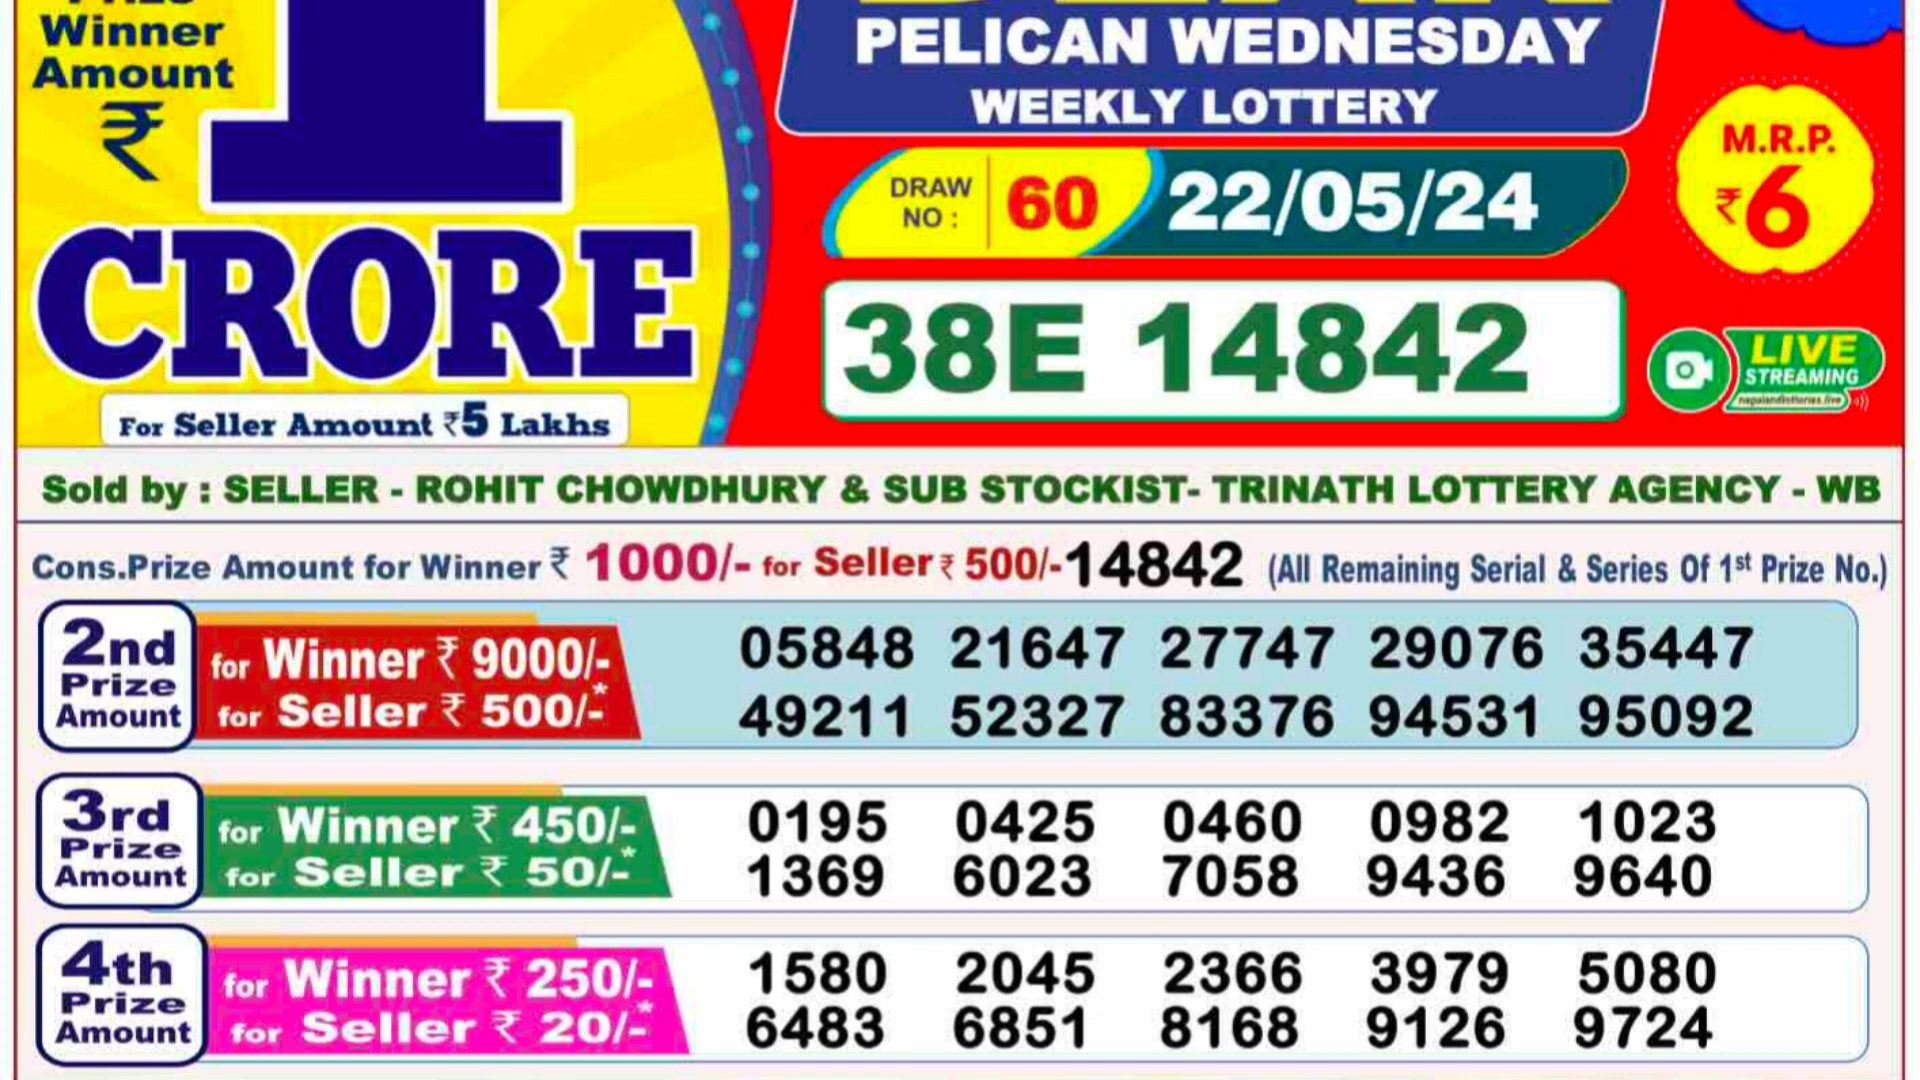 Winner
Amount
₹
1
CRORE
For Seller Amount ₹5 Lakhs
PELICAN WEDNESDAY
WEEKLY LOTTERY
DRAW
NO :
60
22/05/24
M.R.P.
₹6
38E 14842
LIVE
STREAMING
nagalandlotteries.live
Sold by : SELLER - ROHIT CHOWDHURY & SUB STOCKIST- TRINATH LOTTERY AGENCY - WB
Cons.Prize Amount for Winner ₹ 1000/- for Seller ₹ 500/- 14842 (All Remaining Serial & Series Of 1st Prize No.)
2nd
Prize
Amount
for Winner ₹ 9000/-
for Seller ₹ 500/-*
05848 21647 27747 29076 35447
49211 52327 83376 94531 95092
3rd
Prize
Amount
for Winner ₹ 450/-
for Seller ₹ 50/-*
0195 0425 0460 0982 1023
1369 6023 7058 9436 9640
4th
Prize
Amount
for Winner ₹ 250/-
for Seller ₹ 20/-*
1580 2045 2366 3979 5080
6483 6851 8168 9126 9724